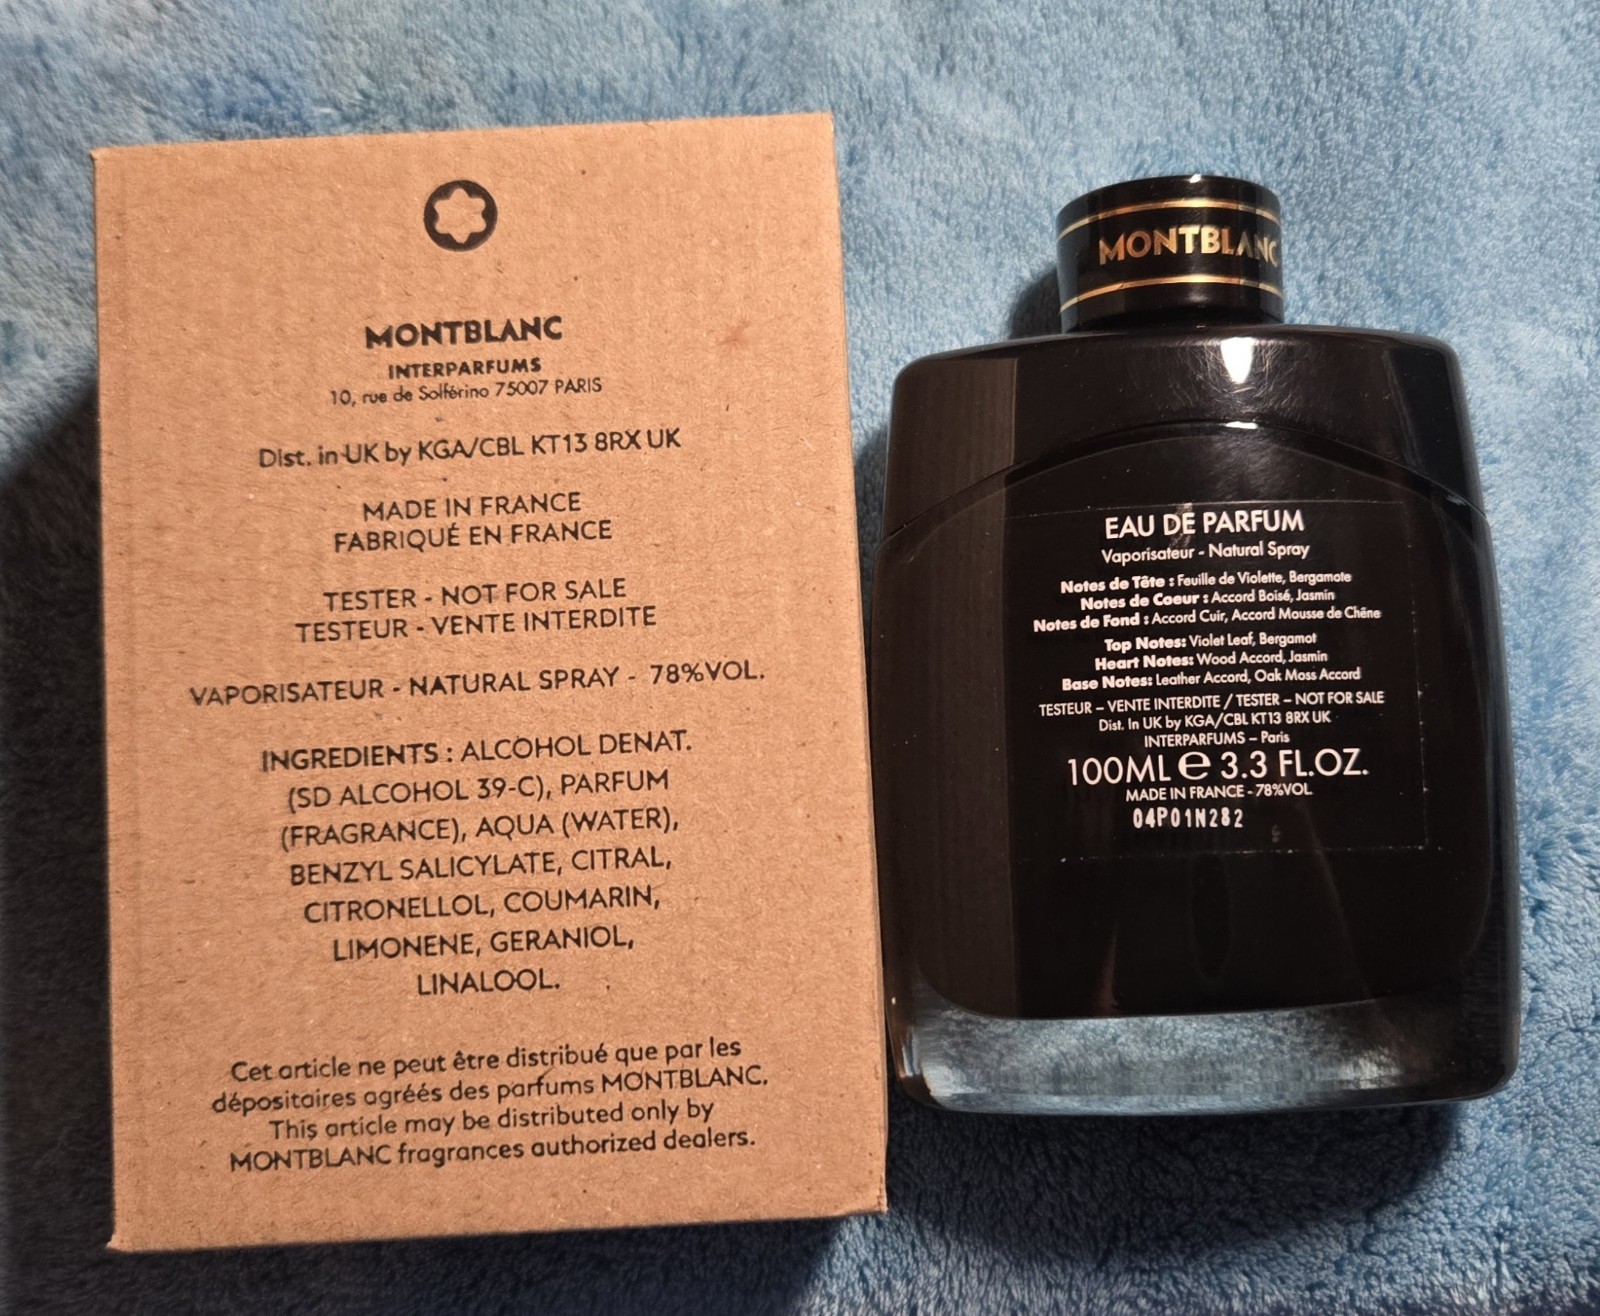 MONTBLANC
INTERPARFUMS
10, rue de Solférino 75007 PARIS
Dist. in UK by KGA/CBL KT13 8RX UK
MADE IN FRANCE
FABRIQUÉ EN FRANCE
TESTER - NOT FOR SALE
TESTEUR - VENTE INTERDITE
VAPORISATEUR - NATURAL SPRAY - 78%VOL.
INGREDIENTS : ALCOHOL DENAT.
(SD ALCOHOL 39-C), PARFUM
(FRAGRANCE), AQUA (WATER),
BENZYL SALICYLATE, CITRAL,
CITRONELLOL, COUMARIN,
LIMONENE, GERANIOL,
LINALOOL.
Cet article ne peut être distribué que par les
dépositaires agréés des parfums MONTBLANC.
This article may be distributed only by
MONTBLANC fragrances authorized dealers.
MONTBLANC
EAU DE PARFUM
Vaporisateur - Natural Spray
Notes de Tête : Feuille de Violette, Bergamote
Notes de Coeur : Accord Boisé, Jasmin
Notes de Fond : Accord Cuir, Accord Mousse de Chêne
Top Notes: Violet Leaf, Bergamot
Heart Notes: Wood Accord, Jasmin
Base Notes: Leather Accord, Oak Moss Accord
TESTEUR – VENTE INTERDITE / TESTER – NOT FOR SALE
Dist. In UK by KGA/CBL KT13 8RX UK
INTERPARFUMS – Paris
100ML e 3.3 FL.OZ.
MADE IN FRANCE - 78%VOL.
04P01N282